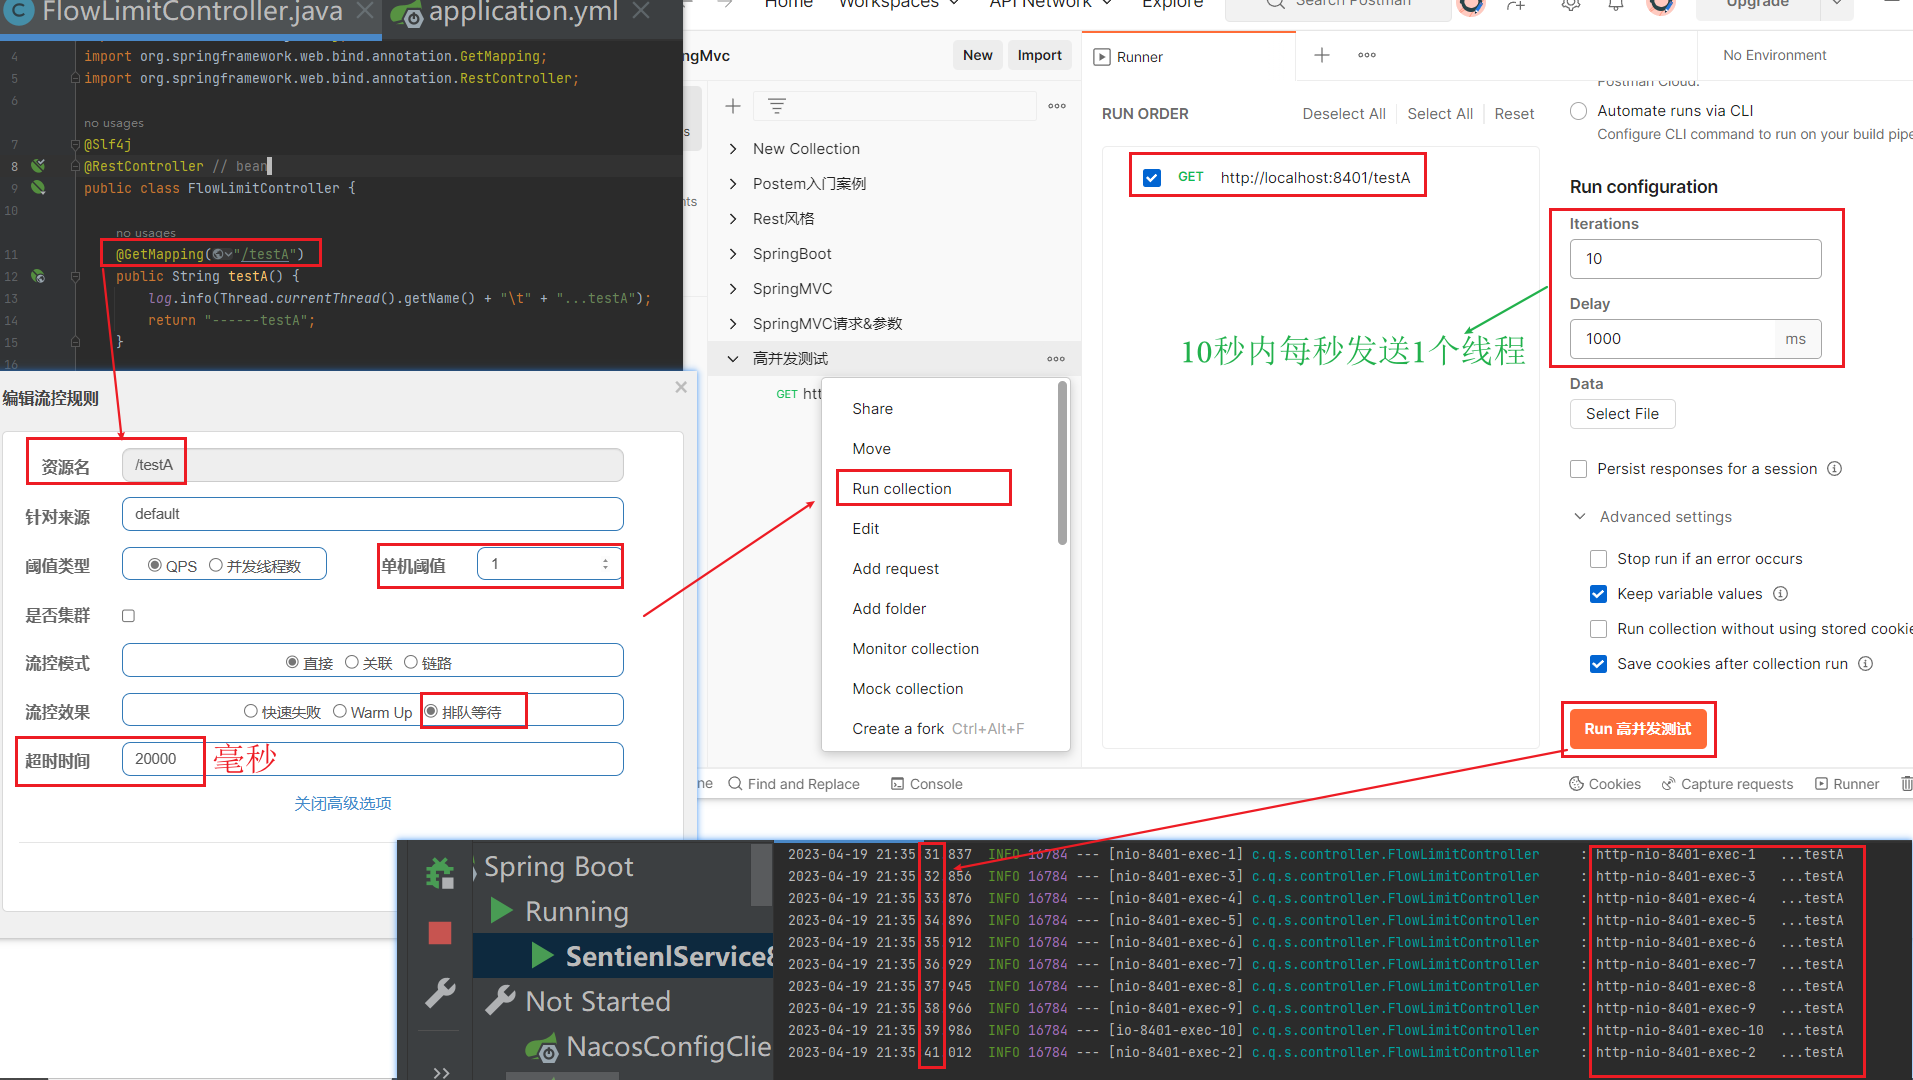 FlowLimitController.java
application.yml
4 import org.springframework.web.bind.annotation.GetMapping;
5 import org.springframework.web.bind.annotation.RestController;
6
no usages
7 @Slf4j
8 @RestController // bean
9 public class FlowLimitController {
10
no usages
11 @GetMapping("/testA")
12 public String testA() {
13 log.info(Thread.currentThread().getName() + "\t" + "...testA");
14 return "------testA";
15 }
16
编辑流控规则
资源名 /testA
针对来源 default
阈值类型 QPS 并发线程数 单机阈值 1
是否集群
流控模式 直接 关联 链路
流控效果 快速失败 Warm Up 排队等待
超时时间 20000 毫秒
关闭高级选项
Home Workspaces API Network Explore Search Postman Upgrade
ngMvc New Import
New Collection
Postem入门案例
Rest风格
SpringBoot
SpringMVC
SpringMVC请求&参数
高并发测试
GET htt
Share
Move
Run collection
Edit
Add request
Add folder
Monitor collection
Mock collection
Create a fork Ctrl+Alt+F
Runner
No Environment
RUN ORDER Deselect All Select All Reset
GET http://localhost:8401/testA
10秒内每秒发送1个线程
Postman Cloud.
Automate runs via CLI
Configure CLI command to run on your build pipe
Run configuration
Iterations
10
Delay
1000 ms
Data
Select File
Persist responses for a session
Advanced settings
Stop run if an error occurs
Keep variable values
Run collection without using stored cookie
Save cookies after collection run
Run 高并发测试
ne Find and Replace Console Cookies Capture requests Runner
Spring Boot
Running
SentienlService8
Not Started
NacosConfigClie
2023-04-19 21:35 31 837 INFO 16784 --- [nio-8401-exec-1] c.q.s.controller.FlowLimitController : http-nio-8401-exec-1 ...testA
2023-04-19 21:35 32 856 INFO 16784 --- [nio-8401-exec-3] c.q.s.controller.FlowLimitController : http-nio-8401-exec-3 ...testA
2023-04-19 21:35 33 876 INFO 16784 --- [nio-8401-exec-4] c.q.s.controller.FlowLimitController : http-nio-8401-exec-4 ...testA
2023-04-19 21:35 34 896 INFO 16784 --- [nio-8401-exec-5] c.q.s.controller.FlowLimitController : http-nio-8401-exec-5 ...testA
2023-04-19 21:35 35 912 INFO 16784 --- [nio-8401-exec-6] c.q.s.controller.FlowLimitController : http-nio-8401-exec-6 ...testA
2023-04-19 21:35 36 929 INFO 16784 --- [nio-8401-exec-7] c.q.s.controller.FlowLimitController : http-nio-8401-exec-7 ...testA
2023-04-19 21:35 37 945 INFO 16784 --- [nio-8401-exec-8] c.q.s.controller.FlowLimitController : http-nio-8401-exec-8 ...testA
2023-04-19 21:35 38 966 INFO 16784 --- [nio-8401-exec-9] c.q.s.controller.FlowLimitController : http-nio-8401-exec-9 ...testA
2023-04-19 21:35 39 986 INFO 16784 --- [io-8401-exec-10] c.q.s.controller.FlowLimitController : http-nio-8401-exec-10 ...testA
2023-04-19 21:35 41 012 INFO 16784 --- [nio-8401-exec-2] c.q.s.controller.FlowLimitController : http-nio-8401-exec-2 ...testA